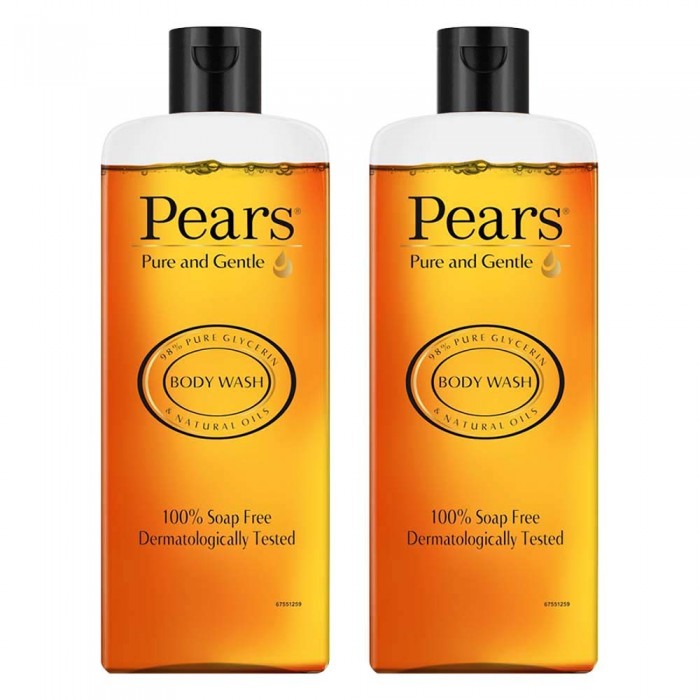 Pears®
Pure and Gentle
98% PURE GLYCERIN
BODY WASH
& NATURAL OILS
100% Soap Free
Dermatologically Tested
67551259
Pears®
Pure and Gentle
98% PURE GLYCERIN
BODY WASH
& NATURAL OILS
100% Soap Free
Dermatologically Tested
67551259